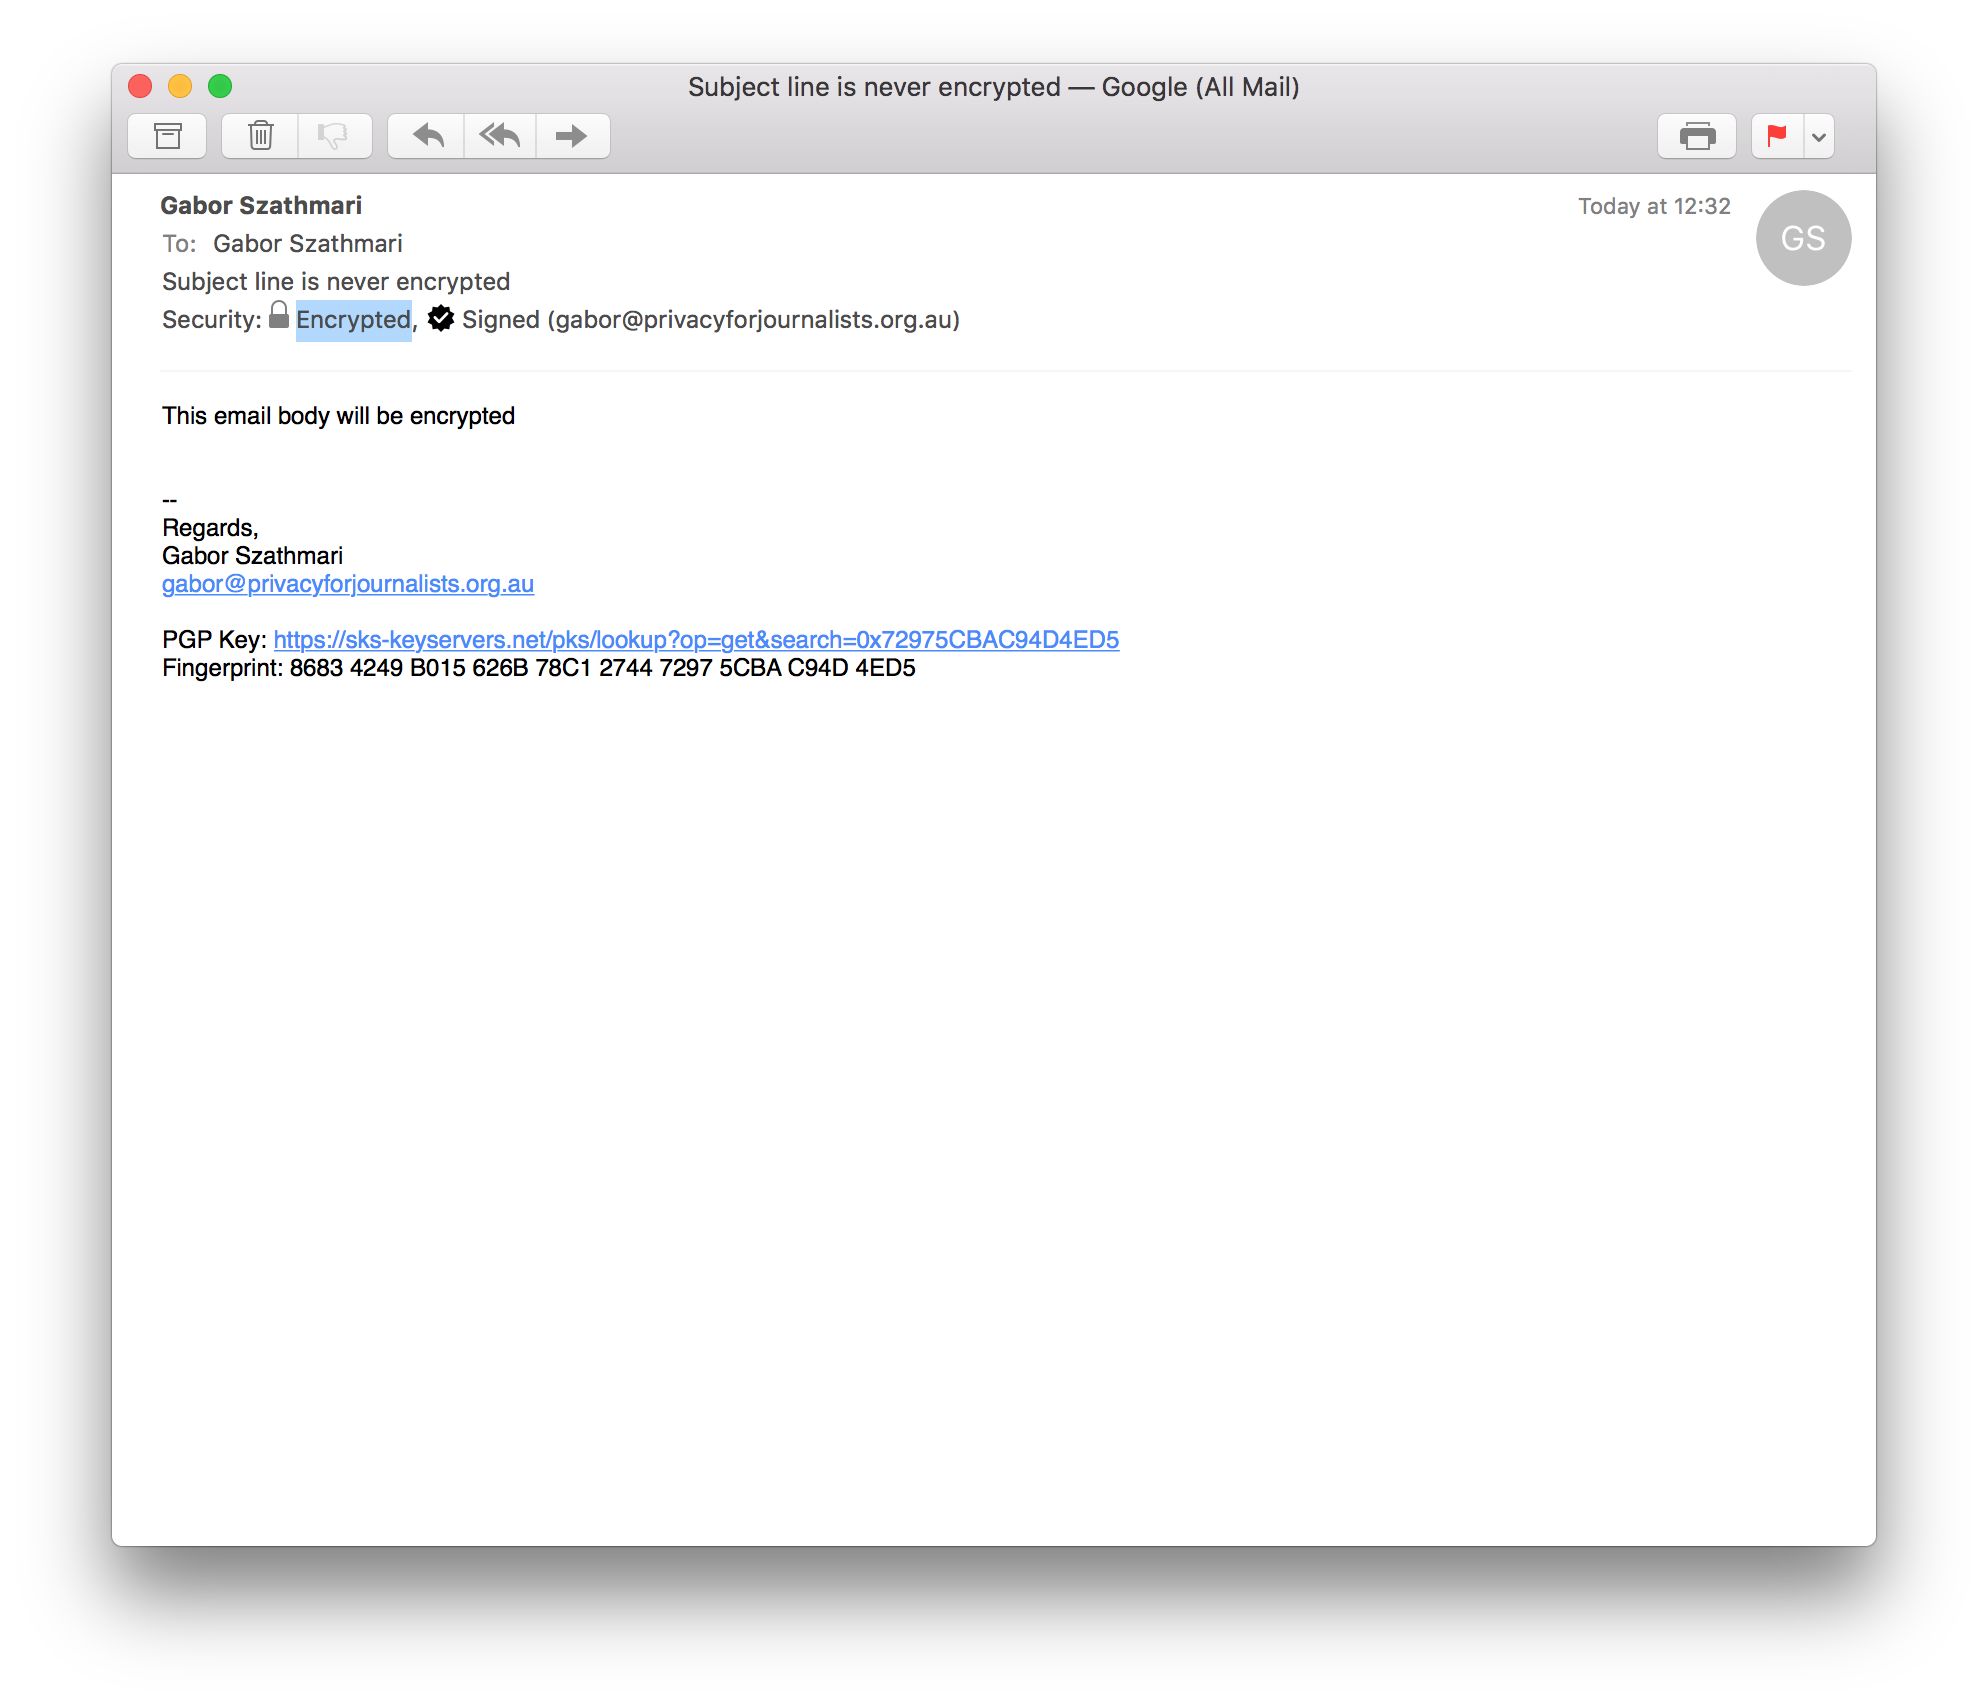 Subject line is never encrypted — Google (All Mail)
Gabor Szathmari
Today at 12:32
GS
To: Gabor Szathmari
Subject line is never encrypted
Security: Encrypted, Signed (gabor@privacyforjournalists.org.au)
This email body will be encrypted
--
Regards,
Gabor Szathmari
gabor@privacyforjournalists.org.au
PGP Key: https://sks-keyservers.net/pks/lookup?op=get&search=0x72975CBAC94D4ED5
Fingerprint: 8683 4249 B015 626B 78C1 2744 7297 5CBA C94D 4ED5